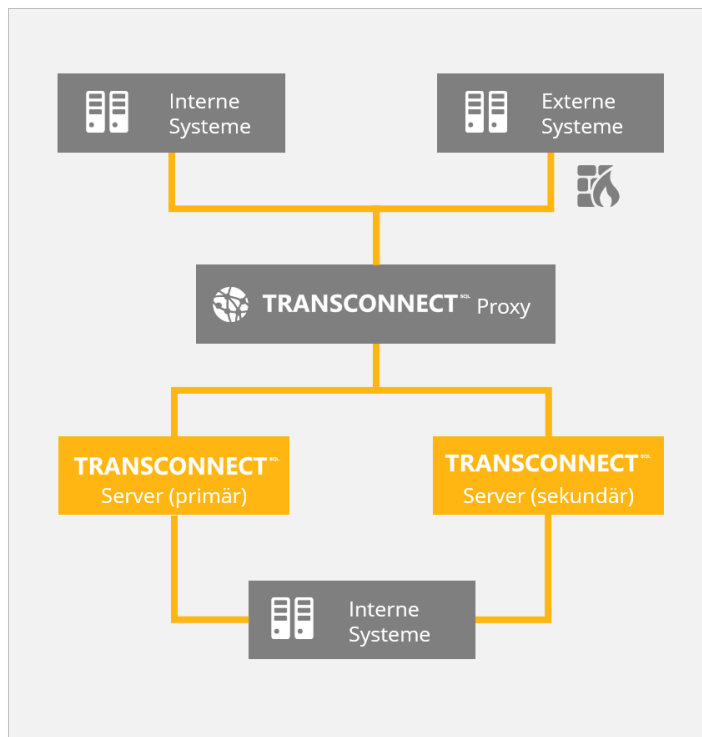 Interne
Systeme
Externe
Systeme
TRANSCONNECT Proxy
TRANSCONNECT
Server (primär)
TRANSCONNECT
Server (sekundär)
Interne
Systeme